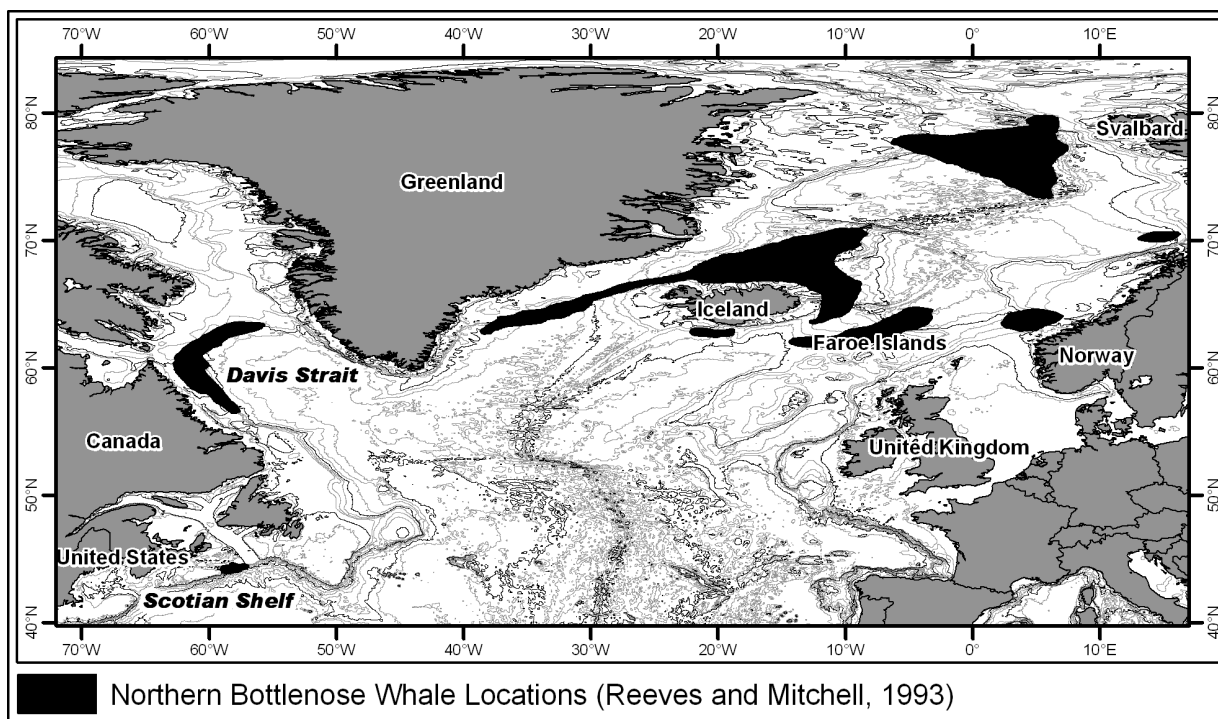 70°W 60°W 50°W 40°W 30°W 20°W 10°W 0° 10°E
80°N 80°N
Svalbard
Greenland
70°N 70°N
Iceland
Faroe Islands
Norway
60°N 60°N
Davis Strait
Canada
United Kingdom
50°N 50°N
United States
Scotian Shelf
40°N 40°N
70°W 60°W 50°W 40°W 30°W 20°W 10°W 0° 10°E
Northern Bottlenose Whale Locations (Reeves and Mitchell, 1993)